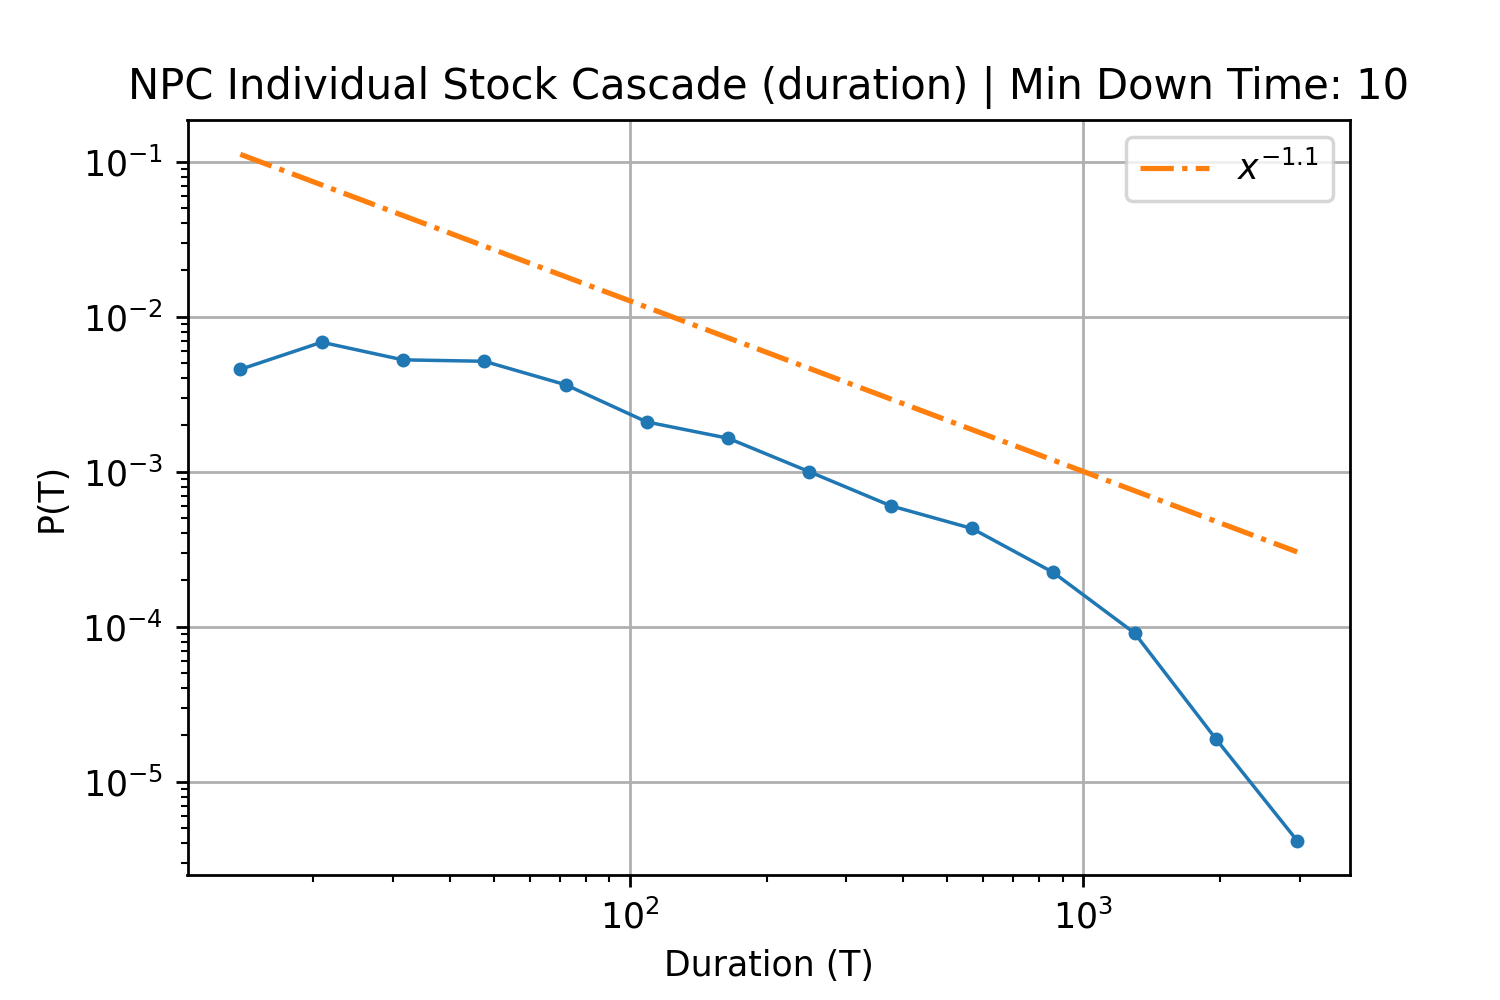 NPC Individual Stock Cascade (duration) | Min Down Time: 10
x^{-1.1}
10^{-1}
10^{-2}
10^{-3}
10^{-4}
10^{-5}
P(T)
10^2
10^3
Duration (T)